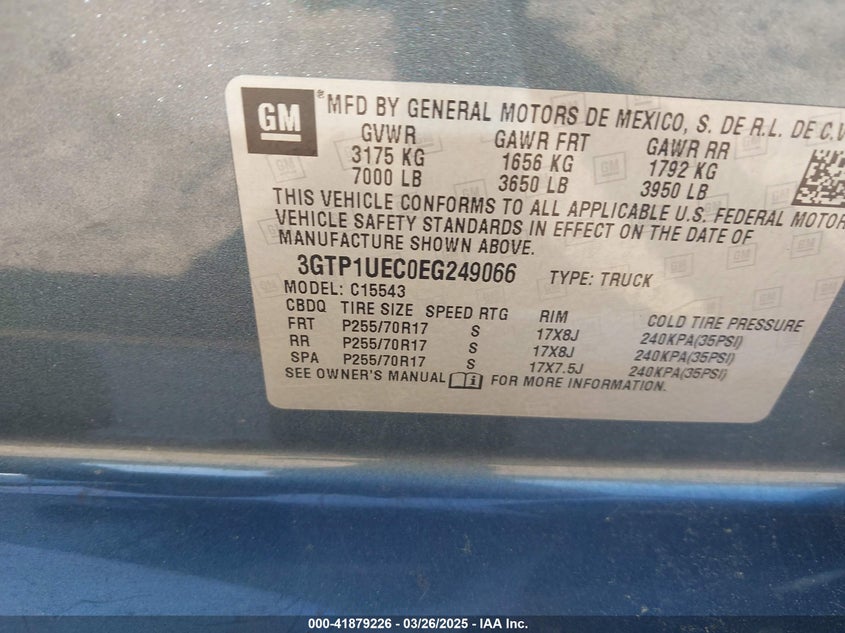 GM
® MFD BY GENERAL MOTORS DE MEXICO, S. DE R.L. DE C.V
GVWR GAWR FRT GAWR RR
3175 KG 1656 KG 1792 KG
7000 LB 3650 LB 3950 LB
THIS VEHICLE CONFORMS TO ALL APPLICABLE U.S. FEDERAL MOTOR
VEHICLE SAFETY STANDARDS IN EFFECT ON THE DATE OF
MANUFACTURE SHOWN ABOVE.
3GTP1UEC0EG249066 TYPE: TRUCK
MODEL: C15543
CBDQ TIRE SIZE SPEED RTG RIM COLD TIRE PRESSURE
FRT P255/70R17 S 17X8J 240KPA(35PSI)
RR P255/70R17 S 17X8J 240KPA(35PSI)
SPA P255/70R17 S 17X7.5J 240KPA(35PSI)
SEE OWNER'S MANUAL i FOR MORE INFORMATION.
000-41879226 - 03/26/2025 - IAA Inc.